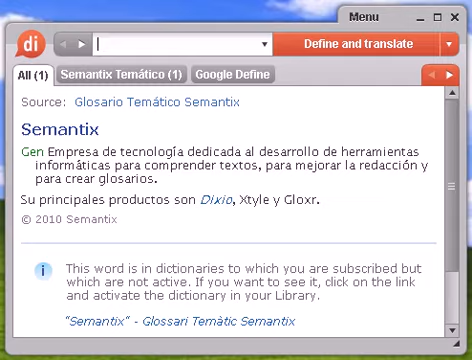 Menu
di
Define and translate
All (1) Semantix Temático (1) Google Define
Source: Glosario Temático Semantix
Semantix
Gen Empresa de tecnología dedicada al desarrollo de herramientas
informáticas para comprender textos, para mejorar la redacción y
para crear glosarios.
Su principales productos son Dixio, Xtyle y Gloxr.
© 2010 Semantix
i
This word is in dictionaries to which you are subscribed but
which are not active. If you want to see it, click on the link
and activate the dictionary in your Library.
"Semantix" - Glossari Temàtic Semantix